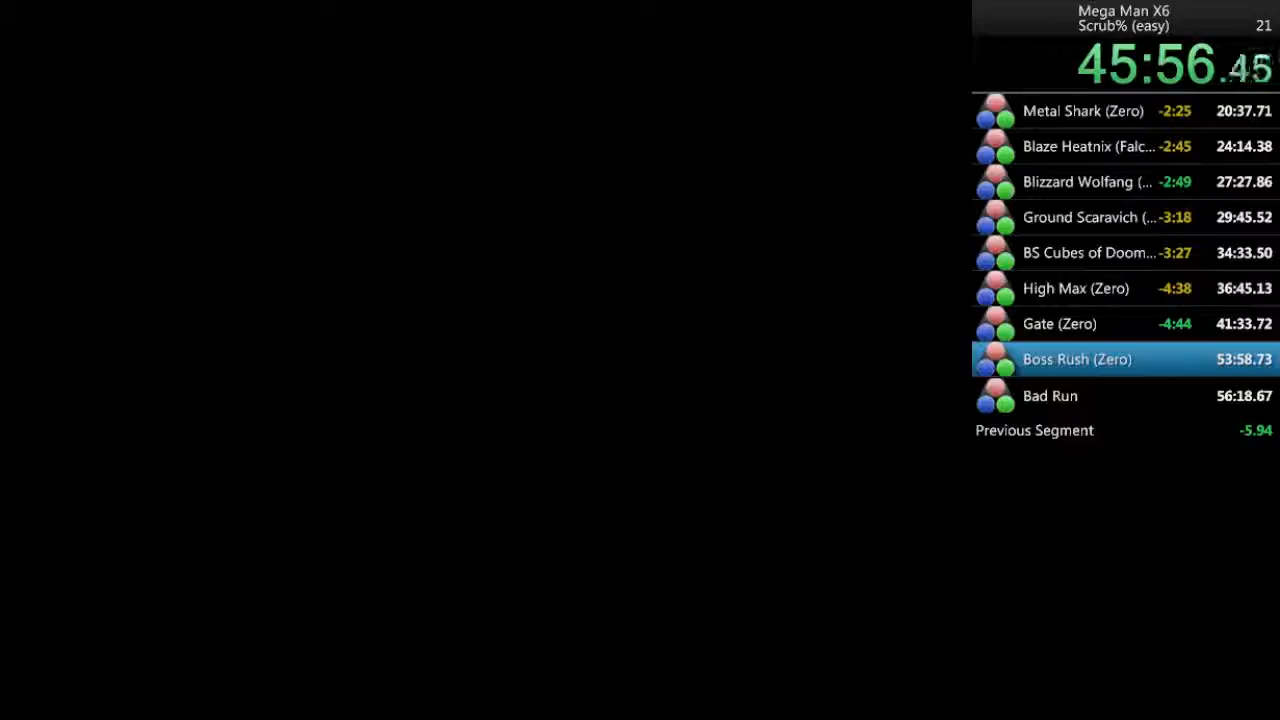 Mega Man X6
Scrub% (easy) 21
45:56.45
Metal Shark (Zero) -2:25 20:37.71
Blaze Heatnix (Falc... -2:45 24:14.38
Blizzard Wolfang (... -2:49 27:27.86
Ground Scaravich (... -3:18 29:45.52
BS Cubes of Doom... -3:27 34:33.50
High Max (Zero) -4:38 36:45.13
Gate (Zero) -4:44 41:33.72
Boss Rush (Zero) 53:58.73
Bad Run 56:18.67
Previous Segment -5.94